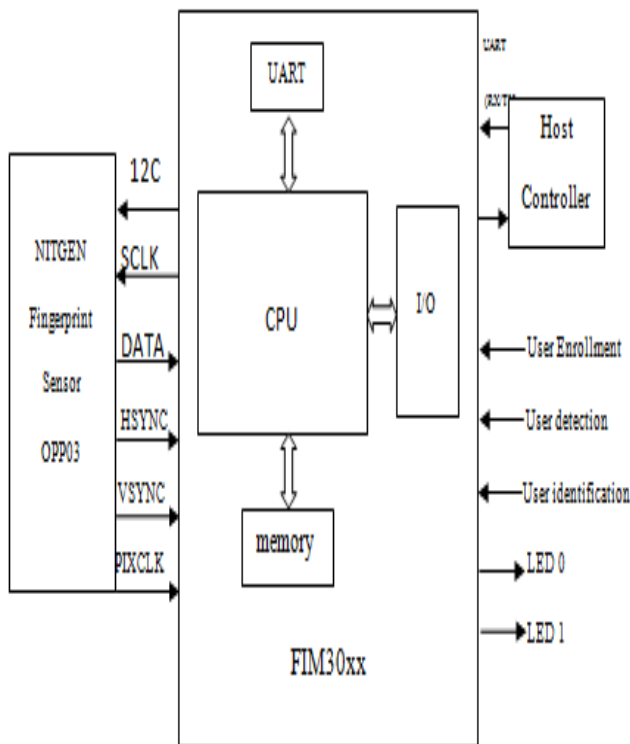 UART
UART
Host
Controller
12C
NITGEN
Fingerprint
Sensor
OPP03
SCLK
DATA
HSYNC
VSYNC
PIXCLK
CPU
I/O
memory
FIM30xx
User Enrollment
User detection
User identification
LED 0
LED 1